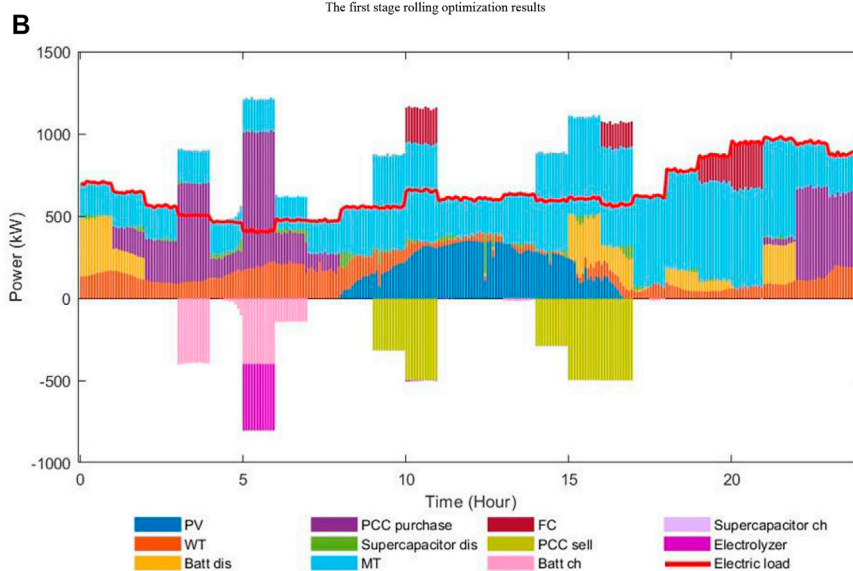 The first stage rolling optimization results
B
1500
1000
500
0
-500
-1000
Power (kW)
0 5 10 15 20
Time (Hour)
PV PCC purchase FC Supercapacitor ch
WT Supercapacitor dis PCC sell Electrolyzer
Batt dis MT Batt ch Electric load